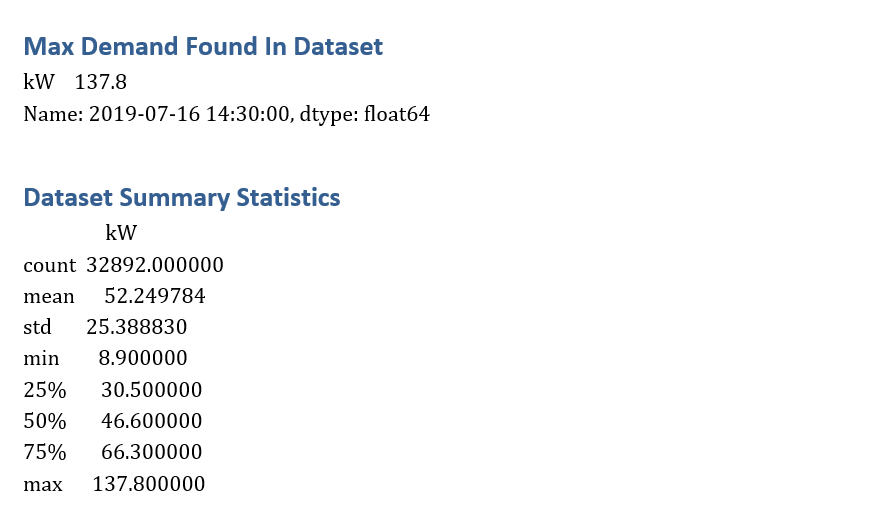 Max Demand Found In Dataset
kW    137.8
Name: 2019-07-16 14:30:00, dtype: float64
Dataset Summary Statistics
kW
count  32892.000000
mean      52.249784
std       25.388830
min        8.900000
25%       30.500000
50%       46.600000
75%       66.300000
max      137.800000